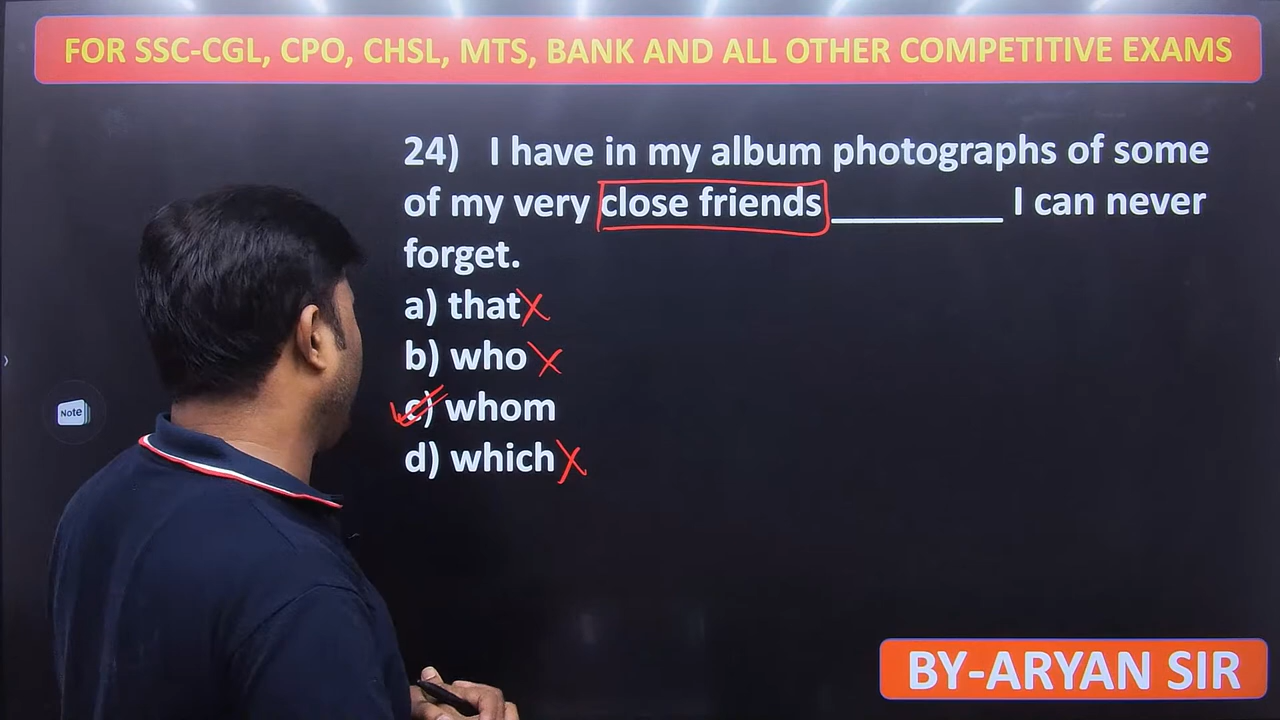 FOR SSC-CGL, CPO, CHSL, MTS, BANK AND ALL OTHER COMPETITIVE EXAMS
24) I have in my album photographs of some
of my very close friends __________ I can never
forget.
a) that
b) who
c) whom
d) which
Note
BY-ARYAN SIR